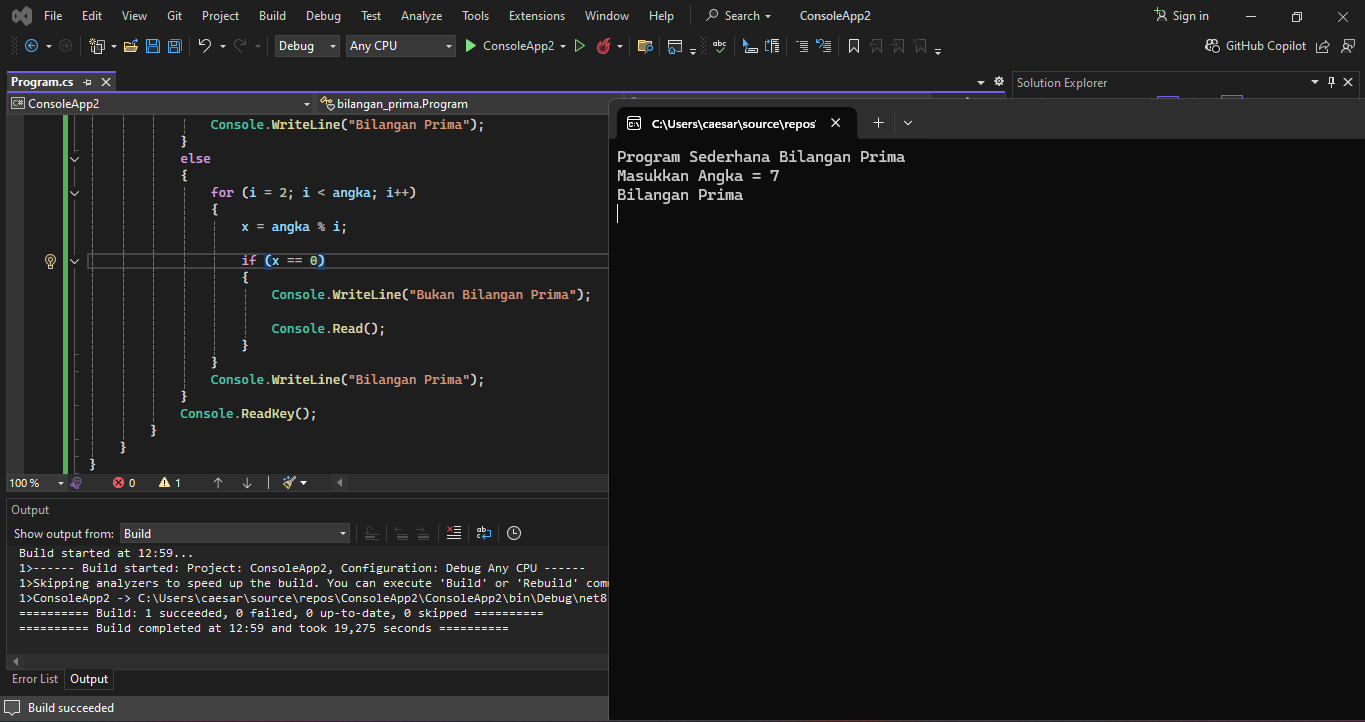 File Edit View Git Project Build Debug Test Analyze Tools Extensions Window Help Search ConsoleApp2 Sign in
Debug Any CPU ConsoleApp2 GitHub Copilot
Program.cs
Solution Explorer
C# ConsoleApp2 bilangan_prima.Program
Console.WriteLine("Bilangan Prima");
}
else
{
for (i = 2; i < angka; i++)
{
x = angka % i;
if (x == 0)
{
Console.WriteLine("Bukan Bilangan Prima");
Console.Read();
}
}
Console.WriteLine("Bilangan Prima");
}
Console.ReadKey();
}
}
}
100 % 0 1
C:\Users\caesar\source\repos\
Program Sederhana Bilangan Prima
Masukkan Angka = 7
Bilangan Prima
Output
Show output from: Build
Build started at 12:59...
1>------ Build started: Project: ConsoleApp2, Configuration: Debug Any CPU ------
1>Skipping analyzers to speed up the build. You can execute 'Build' or 'Rebuild'
1>ConsoleApp2 -> C:\Users\caesar\source\repos\ConsoleApp2\ConsoleApp2\bin\Debug\net8
========== Build: 1 succeeded, 0 failed, 0 up-to-date, 0 skipped ==========
========== Build completed at 12:59 and took 19,275 seconds ==========
Error List Output
Build succeeded